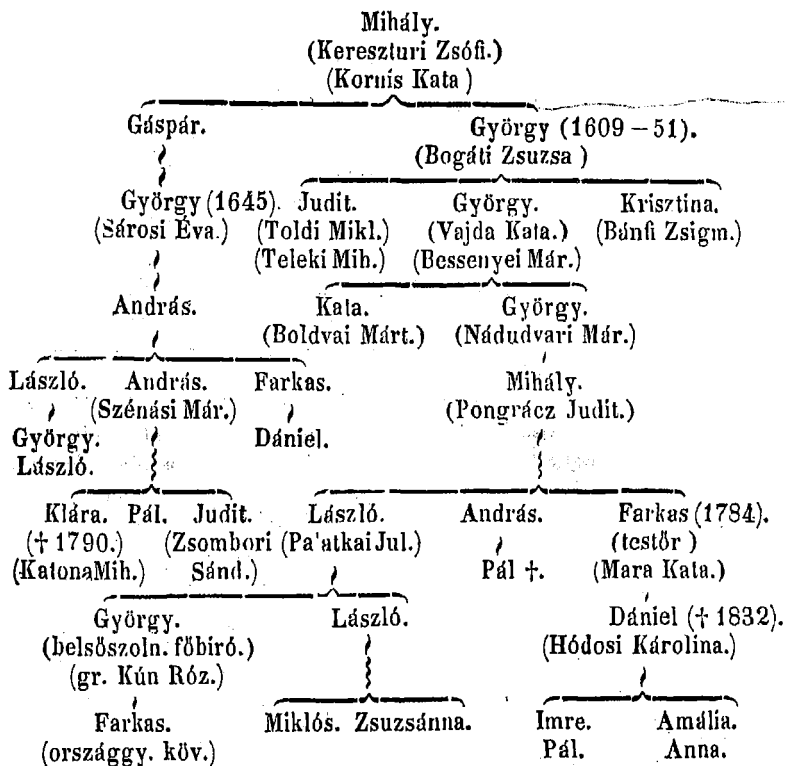 Mihály.
(Kereszturi Zsófi.)
(Kornis Kata)
Gáspár. György (1609–51).
(Bogáti Zsuzsa)
György (1645). Judit. György. Krisztina.
(Sárosi Éva.) (Toldi Mikl.) (Vajda Kata.) (Bánfi Zsigm.)
(Teleki Mih.) (Bessenyei Már.)
András. Kata. György.
(Boldvai Márt.) (Nádudvari Már.)
László. András. Farkas. Mihály.
(Szénási Már.) (Pongrácz Judit.)
György. Dániel.
László.
Klára. Pál. Judit. László. András. Farkas (1784).
(† 1790.) (Zsombori (Pa'atkai Jul.) (testőr)
(Katona Mih.) Sánd.) Pál †. (Mara Kata.)
György. László. Dániel († 1832).
(belsöszoln. föbiró.) (Hódosi Károlina.)
(gr. Kún Róz.)
Farkas. Miklós. Zsuzsánna. Imre. Amália.
(országgy. köv.) Pál. Anna.